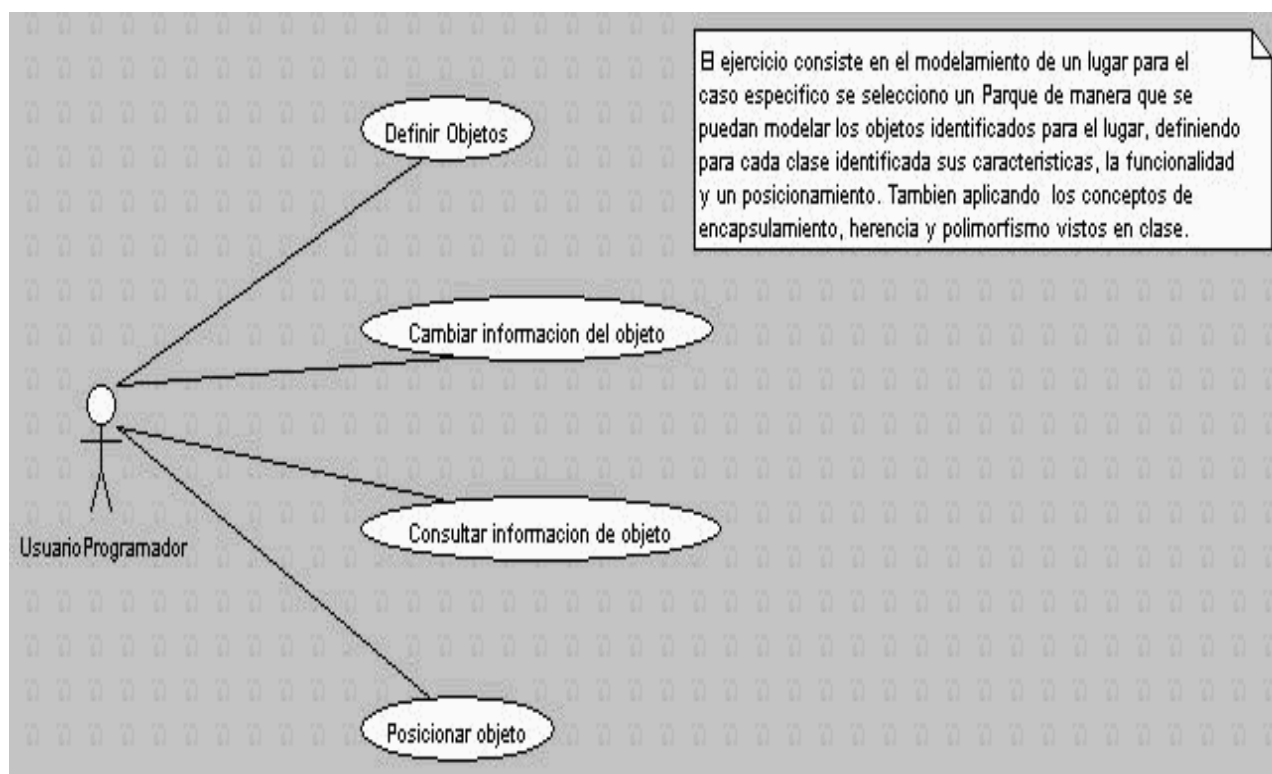 El ejercicio consiste en el modelamiento de un lugar para el
caso especifico se selecciono un Parque de manera que se
puedan modelar los objetos identificados para el lugar, definiendo
para cada clase identificada sus caracteristicas, la funcionalidad
y un posicionamiento. Tambien aplicando los conceptos de
encapsulamiento, herencia y polimorfismo vistos en clase.
Definir Objetos
Cambiar informacion del objeto
Consultar informacion de objeto
UsuarioProgramador
Posicionar objeto